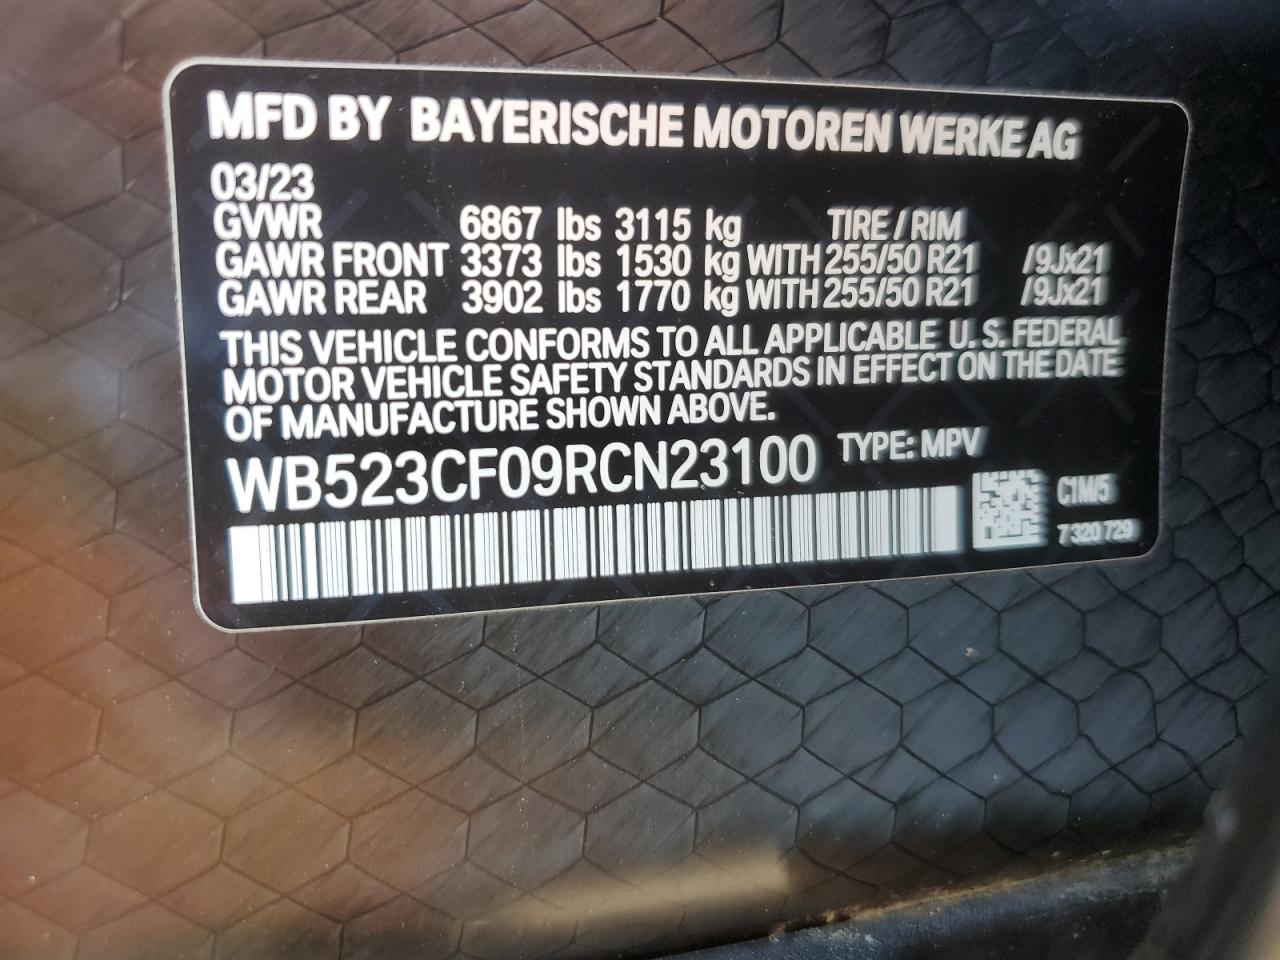 MFD BY BAYERISCHE MOTOREN WERKE AG
03/23
GVWR 6867 lbs 3115 kg TIRE / RIM
GAWR FRONT 3373 lbs 1530 kg WITH 255/50 R21 /9Jx21
GAWR REAR 3902 lbs 1770 kg WITH 255/50 R21 /9Jx21
THIS VEHICLE CONFORMS TO ALL APPLICABLE U.S. FEDERAL
MOTOR VEHICLE SAFETY STANDARDS IN EFFECT ON THE DATE
OF MANUFACTURE SHOWN ABOVE.
WB523CF09RCN23100 TYPE: MPV
C1M/5
7 320 729